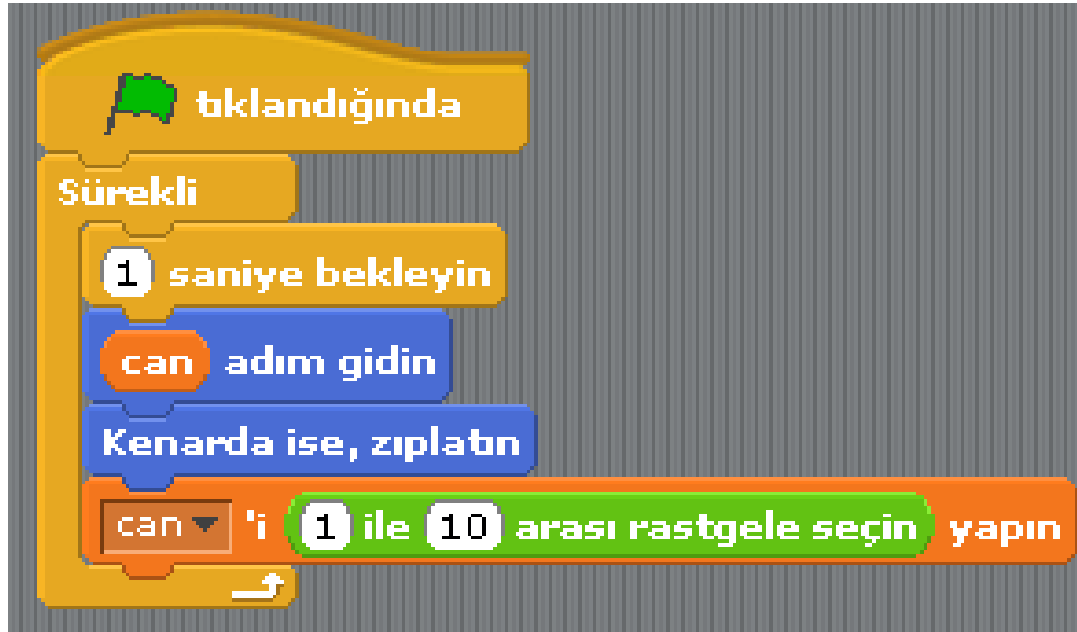 tıklandığında
Sürekli
1 saniye bekleyin
can adım gidin
Kenarda ise, zıplatın
can 'i 1 ile 10 arası rastgele seçin yapın